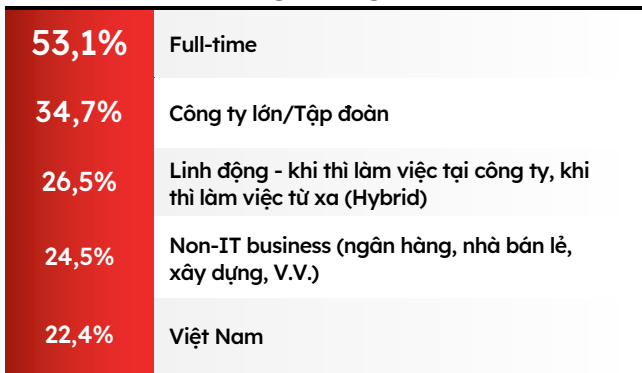 53,1%
Full-time
34,7%
Công ty lớn/Tập đoàn
26,5%
Linh động - khi thì làm việc tại công ty, khi
thì làm việc từ xa (Hybrid)
24,5%
Non-IT business (ngân hàng, nhà bán lẻ,
xây dựng, V.V.)
22,4%
Việt Nam